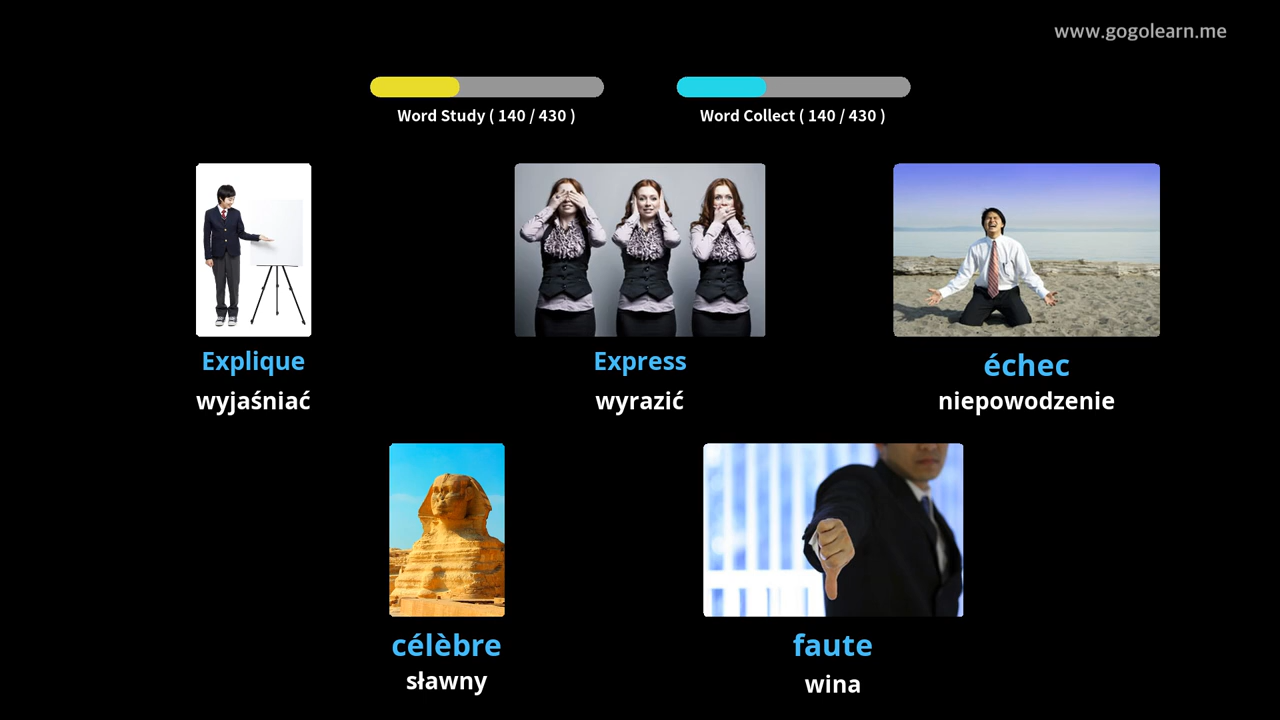 www.gogolearn.me
Word Study ( 140 / 430 )
Word Collect ( 140 / 430 )
Explique
wyjaśniać
Express
wyrazić
échec
niepowodzenie
célèbre
sławny
faute
wina